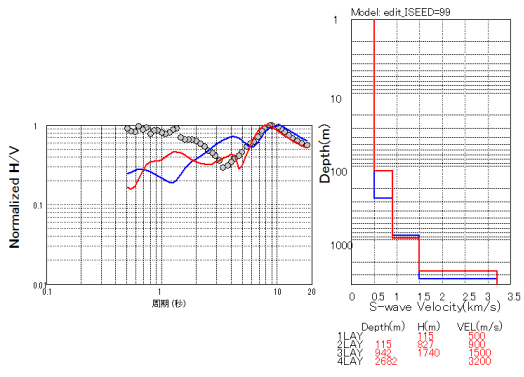 Model: edit_ISEED=99
Normalized H/V
1
0.1
0.01
0.1
1
10
20
周期(秒)
Depth(m)
1
10
100
1000
0
0.5
1
1.5
2
2.5
3
3.5
S-wave Velocity(km/s)
Depth(m) H(m) VEL(m/s)
1LAY 115 500
2LAY 115 827 900
3LAY 942 1740 1500
4LAY 2682 3200